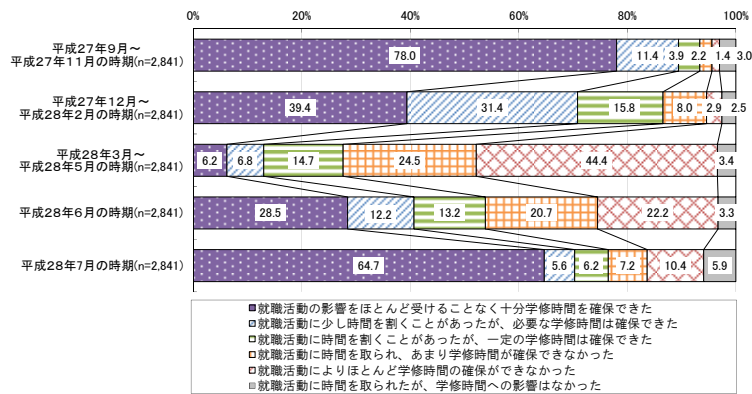 0% 20% 40% 60% 80% 100%
平成27年９月～
平成27年１１月の時期(n=2,841)
78.0 11.4 3.9 2.2 1.4 3.0
平成27年１２月～
平成28年２月の時期(n=2,841)
39.4 31.4 15.8 8.0 2.9 2.5
平成28年３月～
平成28年５月の時期(n=2,841)
6.2 6.8 14.7 24.5 44.4 3.4
平成28年６月の時期(n=2,841)
28.5 12.2 13.2 20.7 22.2 3.3
平成28年７月の時期(n=2,841)
64.7 5.6 6.2 7.2 10.4 5.9
就職活動の影響をほとんど受けることなく十分学修時間を確保できた
就職活動に少し時間を割くことがあったが、必要な学修時間は確保できた
就職活動に時間を割くことがあったが、一定の学修時間は確保できた
就職活動に時間を取られ、あまり学修時間が確保できなかった
就職活動によりほとんど学修時間の確保ができなかった
就職活動に時間を取られたが、学修時間への影響はなかった